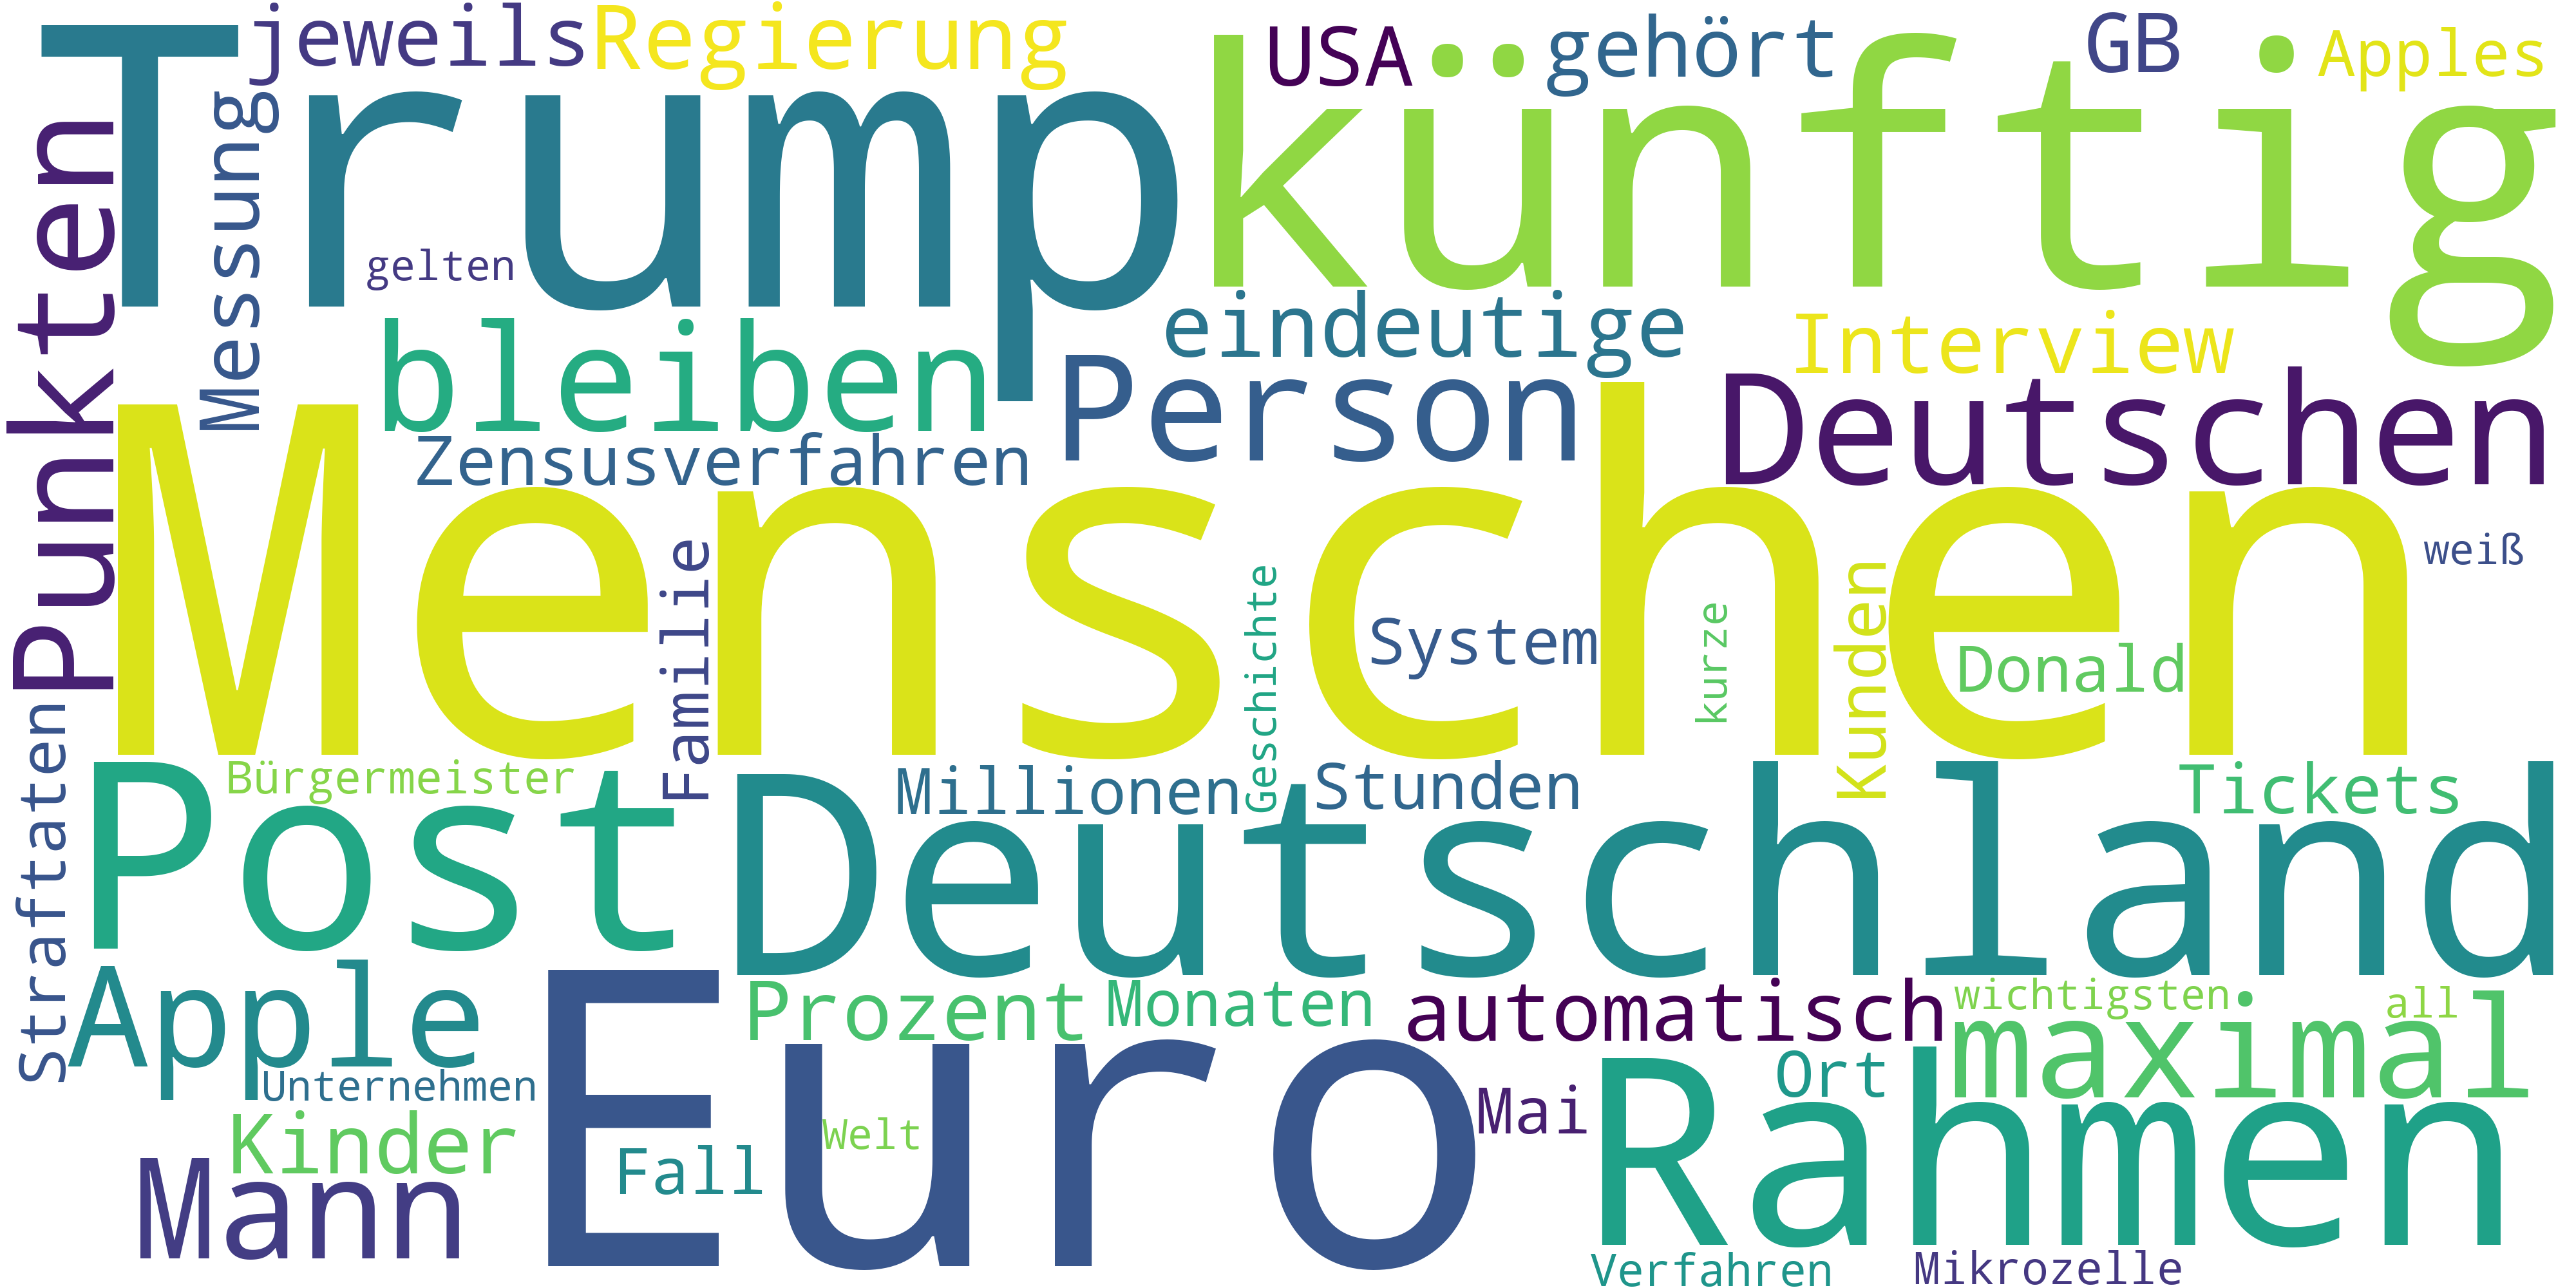 Trump
künftig
jeweils
Regierung
USA
gehört
GB
Apples
Punkten
Messung
gelten
bleiben
eindeutige
Interview
Person
Deutschen
Zensusverfahren
Menschen
weiß
Familie
Geschichte
System
kurze
Kunden
Donald
Straftaten
Bürgermeister
Post
Deutschland
Millionen
Stunden
Tickets
Apple
Euro
Prozent
Monaten
automatisch
wichtigsten
all
maximal
Unternehmen
Rahmen
Ort
Mai
Kinder
Welt
Fall
Mann
Verfahren
Mikrozelle